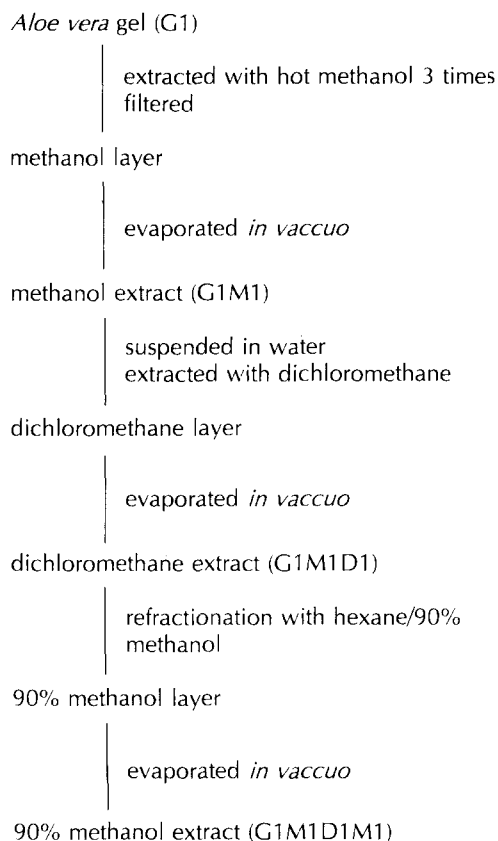 Aloe vera gel (G1)
extracted with hot methanol 3 times
filtered
methanol layer
evaporated in vaccuo
methanol extract (G1M1)
suspended in water
extracted with dichloromethane
dichloromethane layer
evaporated in vaccuo
dichloromethane extract (G1M1D1)
refractionation with hexane/90%
methanol
90% methanol layer
evaporated in vaccuo
90% methanol extract (G1M1D1M1)